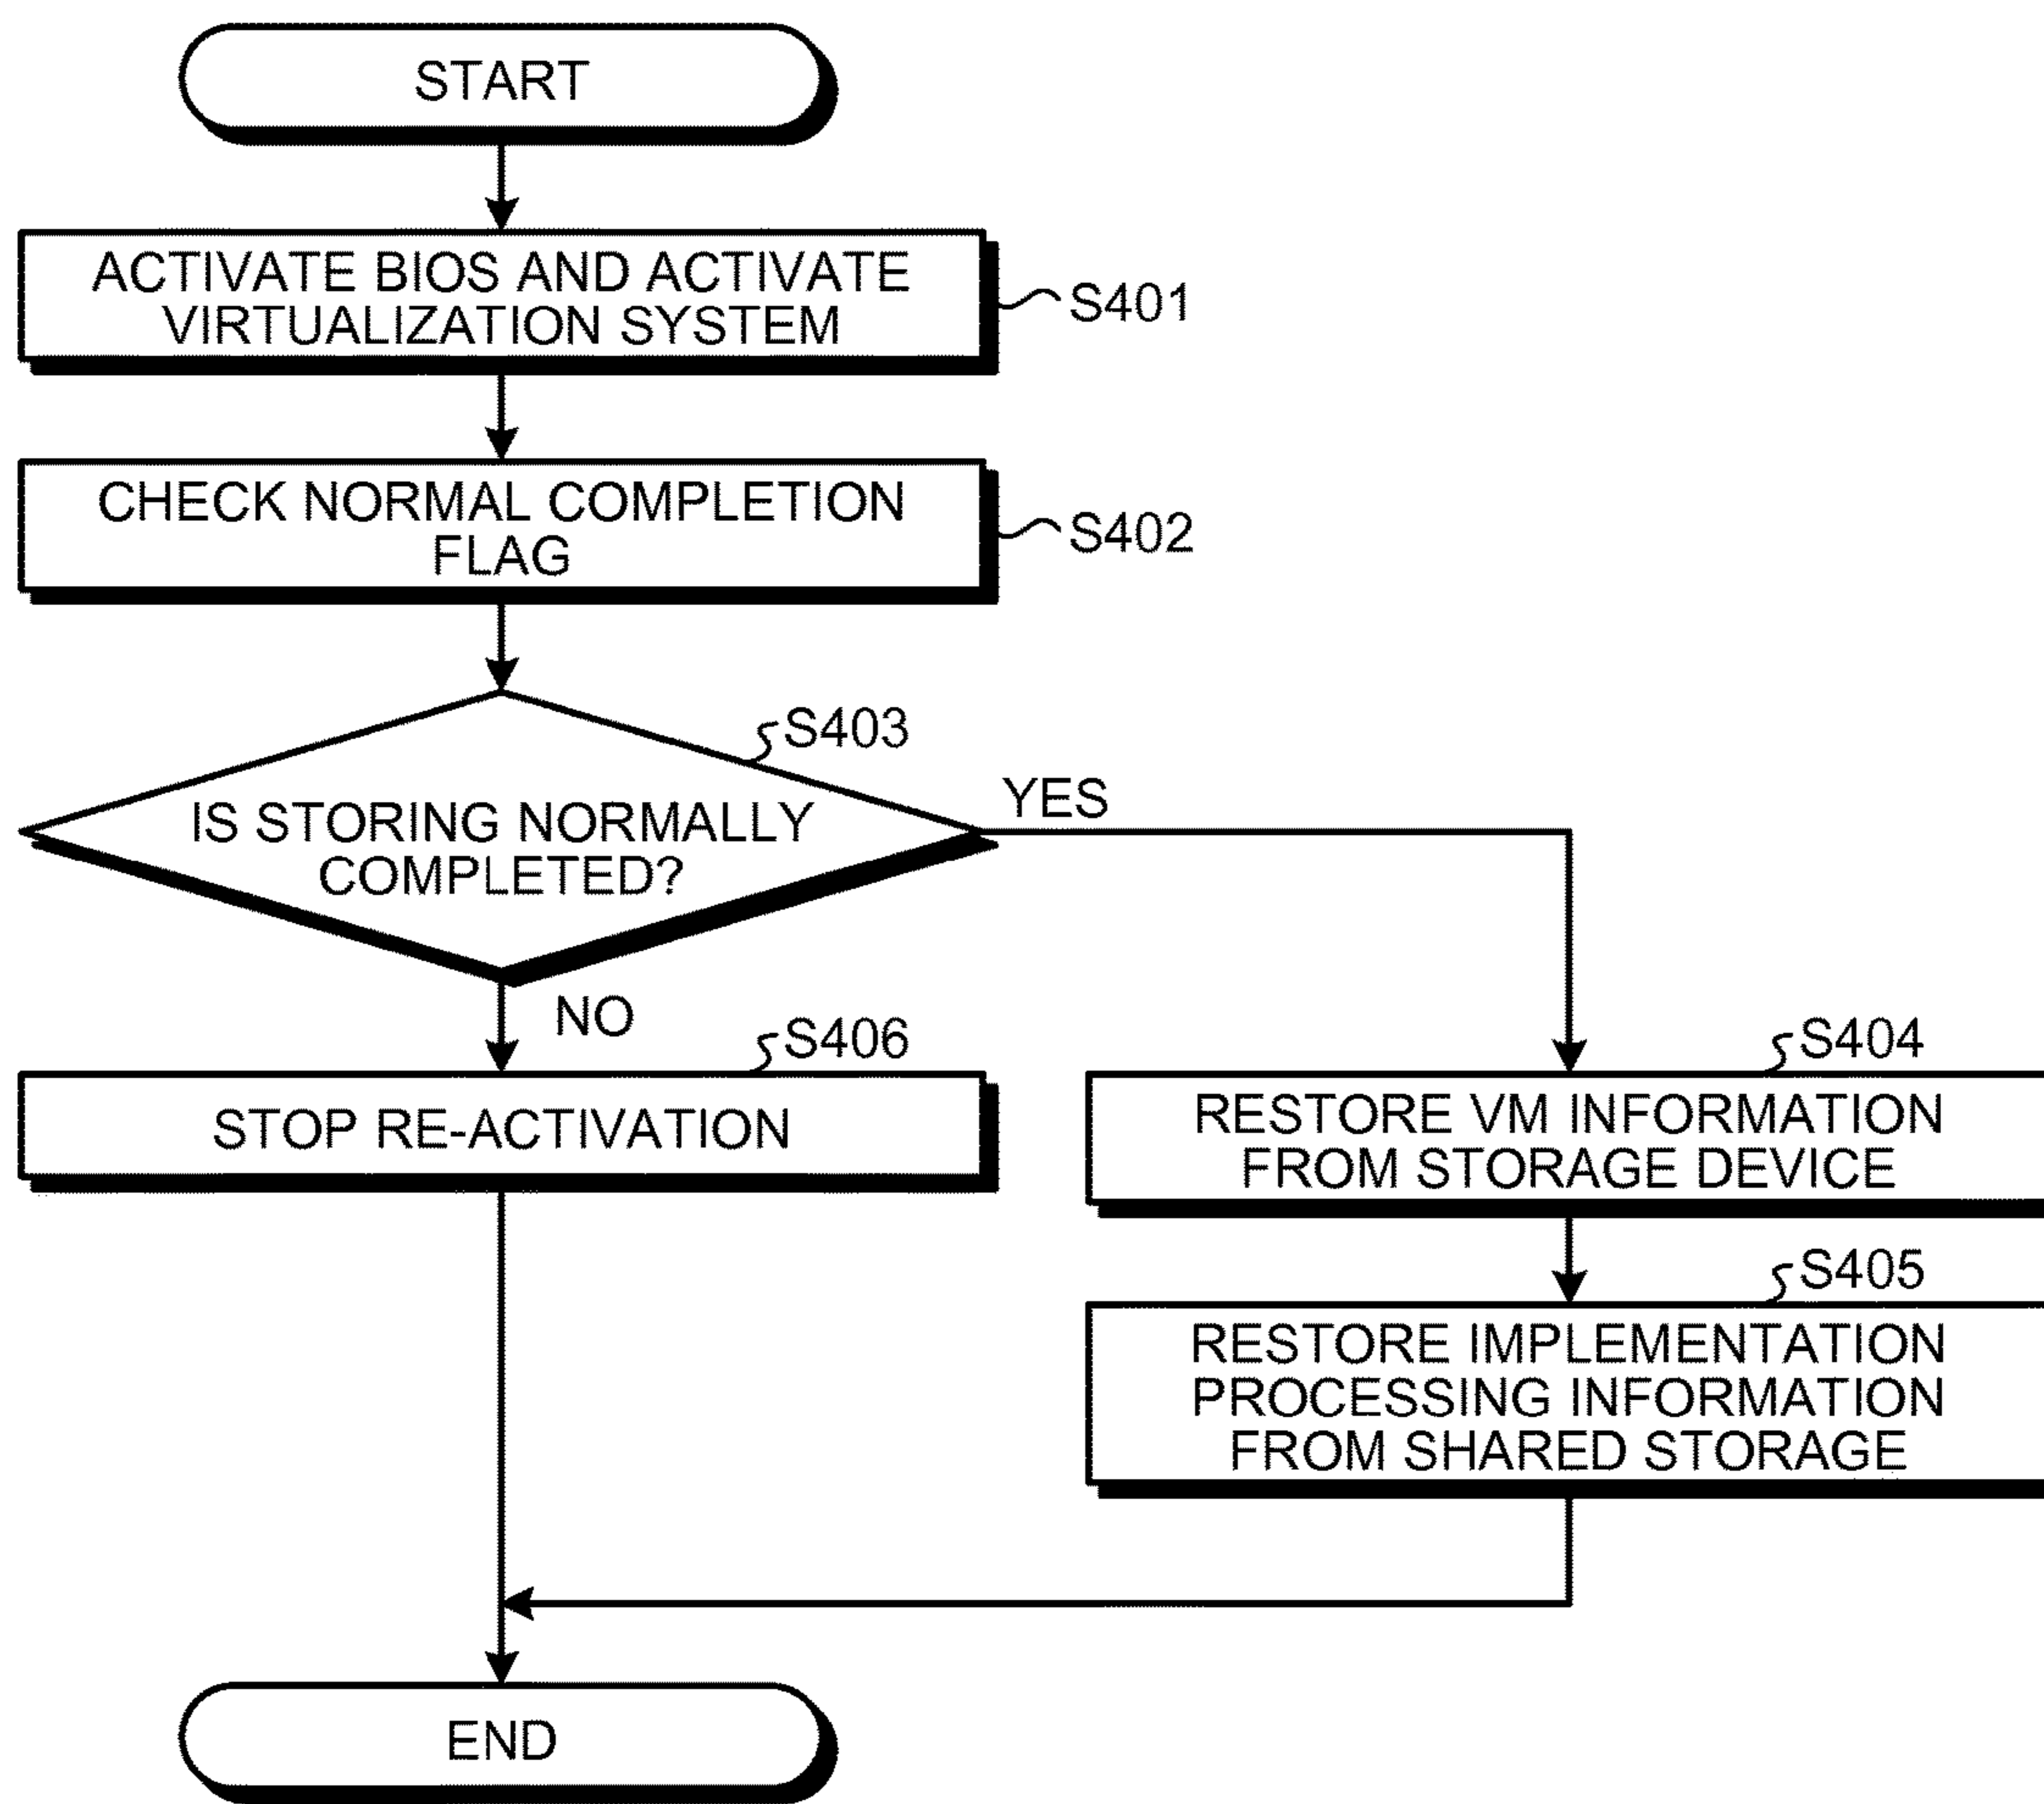 START
ACTIVATE BIOS AND ACTIVATE
VIRTUALIZATION SYSTEM
S401
CHECK NORMAL COMPLETION
FLAG
S402
S403
IS STORING NORMALLY
COMPLETED?
YES
NO
S406
STOP RE-ACTIVATION
S404
RESTORE VM INFORMATION
FROM STORAGE DEVICE
S405
RESTORE IMPLEMENTATION
PROCESSING INFORMATION
FROM SHARED STORAGE
END